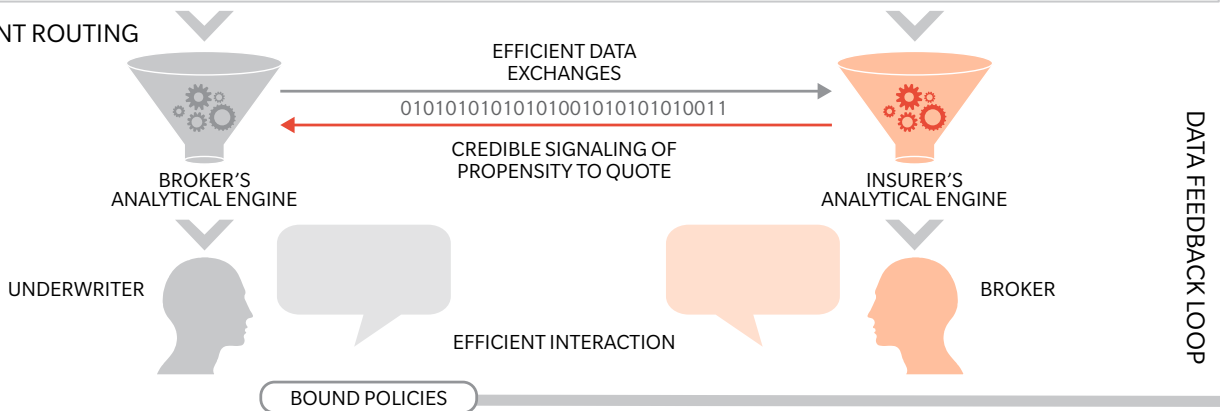 NT ROUTING
EFFICIENT DATA
EXCHANGES
0101010101010100101010101010011
CREDIBLE SIGNALING OF
PROPENSITY TO QUOTE
BROKER'S
ANALYTICAL ENGINE
INSURER'S
ANALYTICAL ENGINE
UNDERWRITER
BROKER
EFFICIENT INTERACTION
BOUND POLICIES
DATA FEEDBACK LOOP